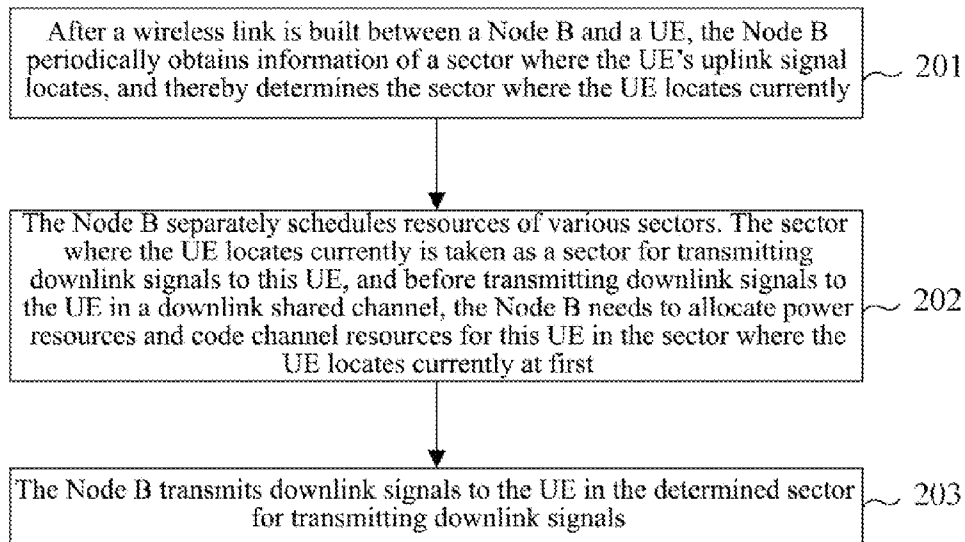 After a wireless link is built between a Node B and a UE, the Node B
periodically obtains information of a sector where the UE's uplink signal
locates, and thereby determines the sector where the UE locates currently
201
The Node B separately schedules resources of various sectors. The sector
where the UE locates currently is taken as a sector for transmitting
downlink signals to this UE, and before transmitting downlink signals to
the UE in a downlink shared channel, the Node B needs to allocate power
resources and code channel resources for this UE in the sector where the
UE locates currently at first
202
The Node B transmits downlink signals to the UE in the determined sector
for transmitting downlink signals
203